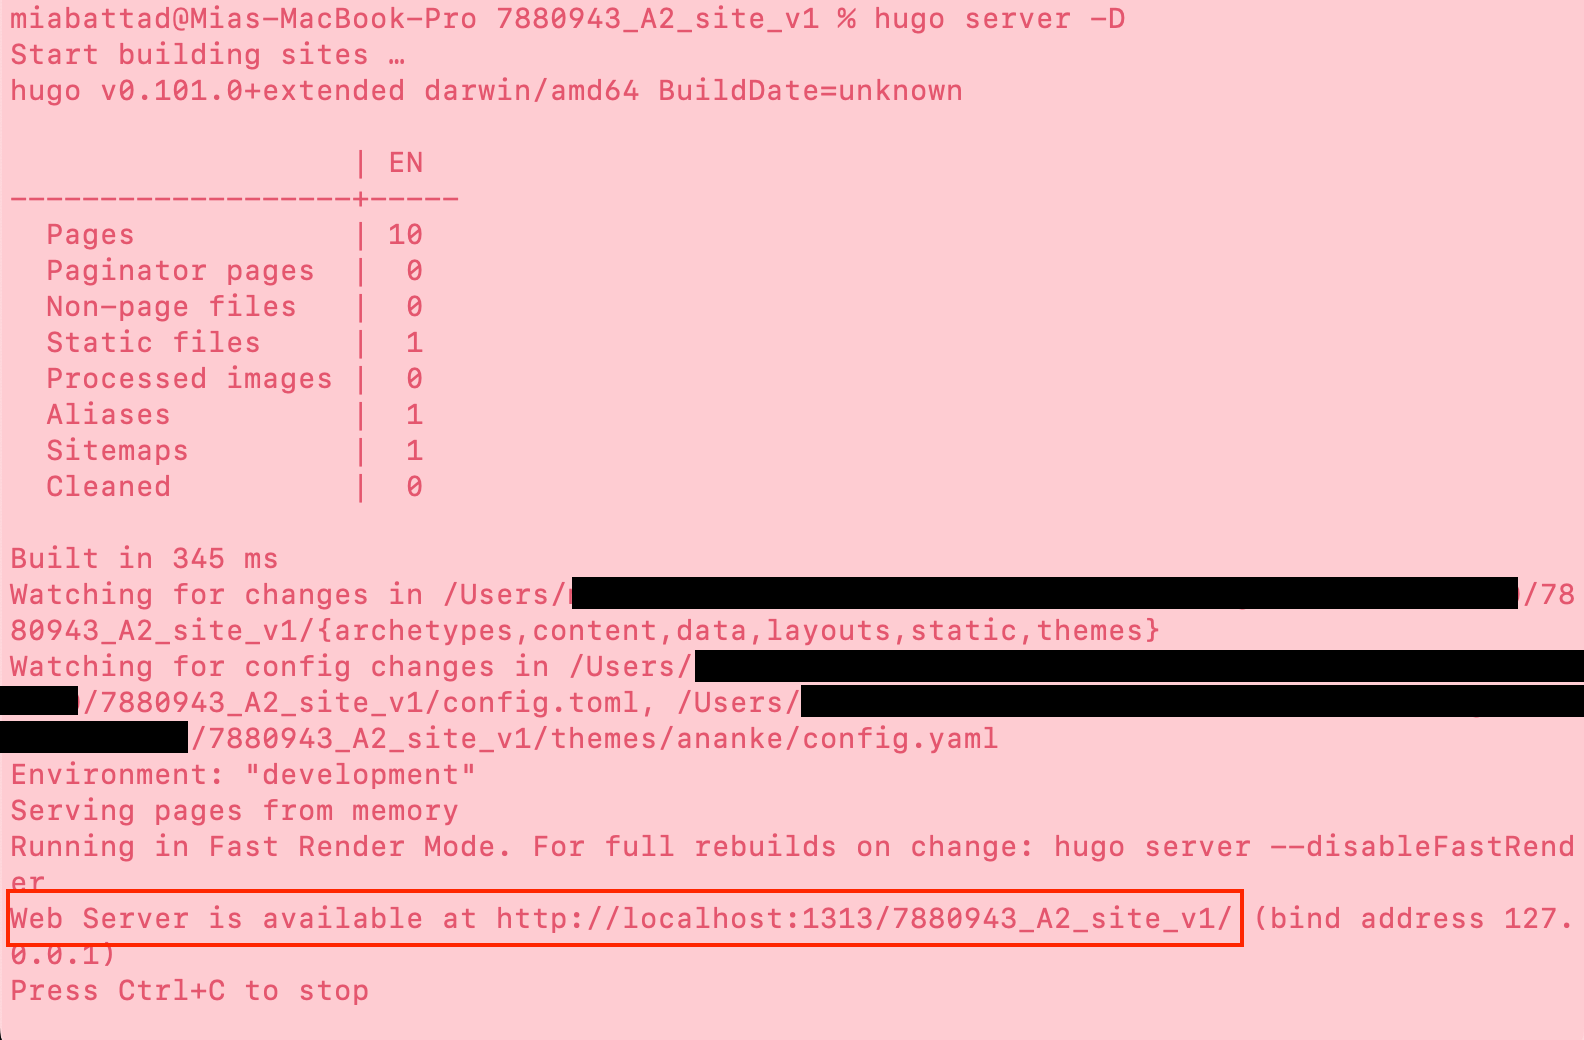 miabattad@Mias-MacBook-Pro 7880943_A2_site_v1 % hugo server -D
Start building sites …
hugo v0.101.0+extended darwin/amd64 BuildDate=unknown
| EN
-------------------+-----
Pages | 10
Paginator pages | 0
Non-page files | 0
Static files | 1
Processed images | 0
Aliases | 1
Sitemaps | 1
Cleaned | 0
Built in 345 ms
Watching for changes in /Users/ /78
80943_A2_site_v1/{archetypes,content,data,layouts,static,themes}
Watching for config changes in /Users/
/7880943_A2_site_v1/config.toml, /Users/
/7880943_A2_site_v1/themes/ananke/config.yaml
Environment: "development"
Serving pages from memory
Running in Fast Render Mode. For full rebuilds on change: hugo server --disableFastRend
er
Web Server is available at http://localhost:1313/7880943_A2_site_v1/ (bind address 127.
0.0.1)
Press Ctrl+C to stop